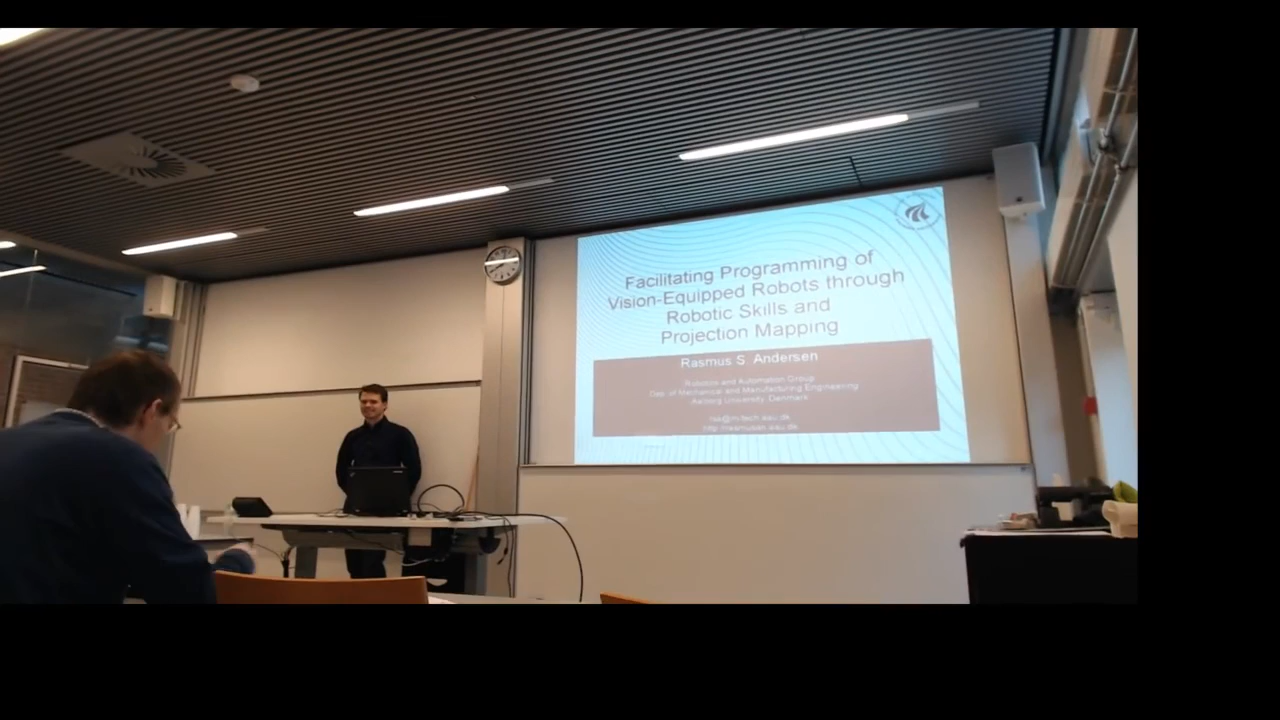 Facilitating Programming of
Vision-Equipped Robots through
Robotic Skills and
Projection Mapping
Rasmus S. Andersen
Robotics and Automation Group
Dep. of Mechanical and Manufacturing Engineering
Aalborg University, Denmark